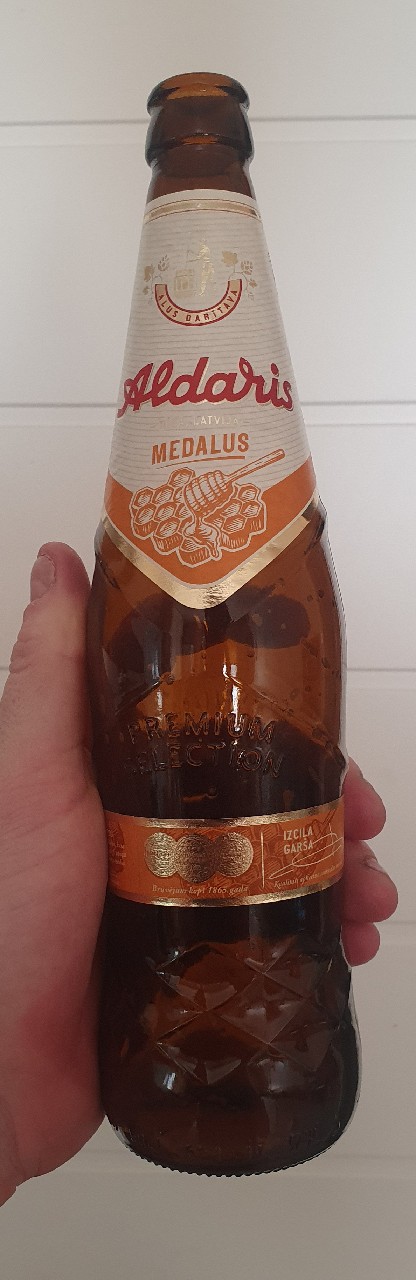 ALUS DARĪTAVA
Aldaris
LATVIJA
MEDALUS
PREMIUM
SELECTION
IZCILA
GARŠA
Brūvējam kopš 1865. gada